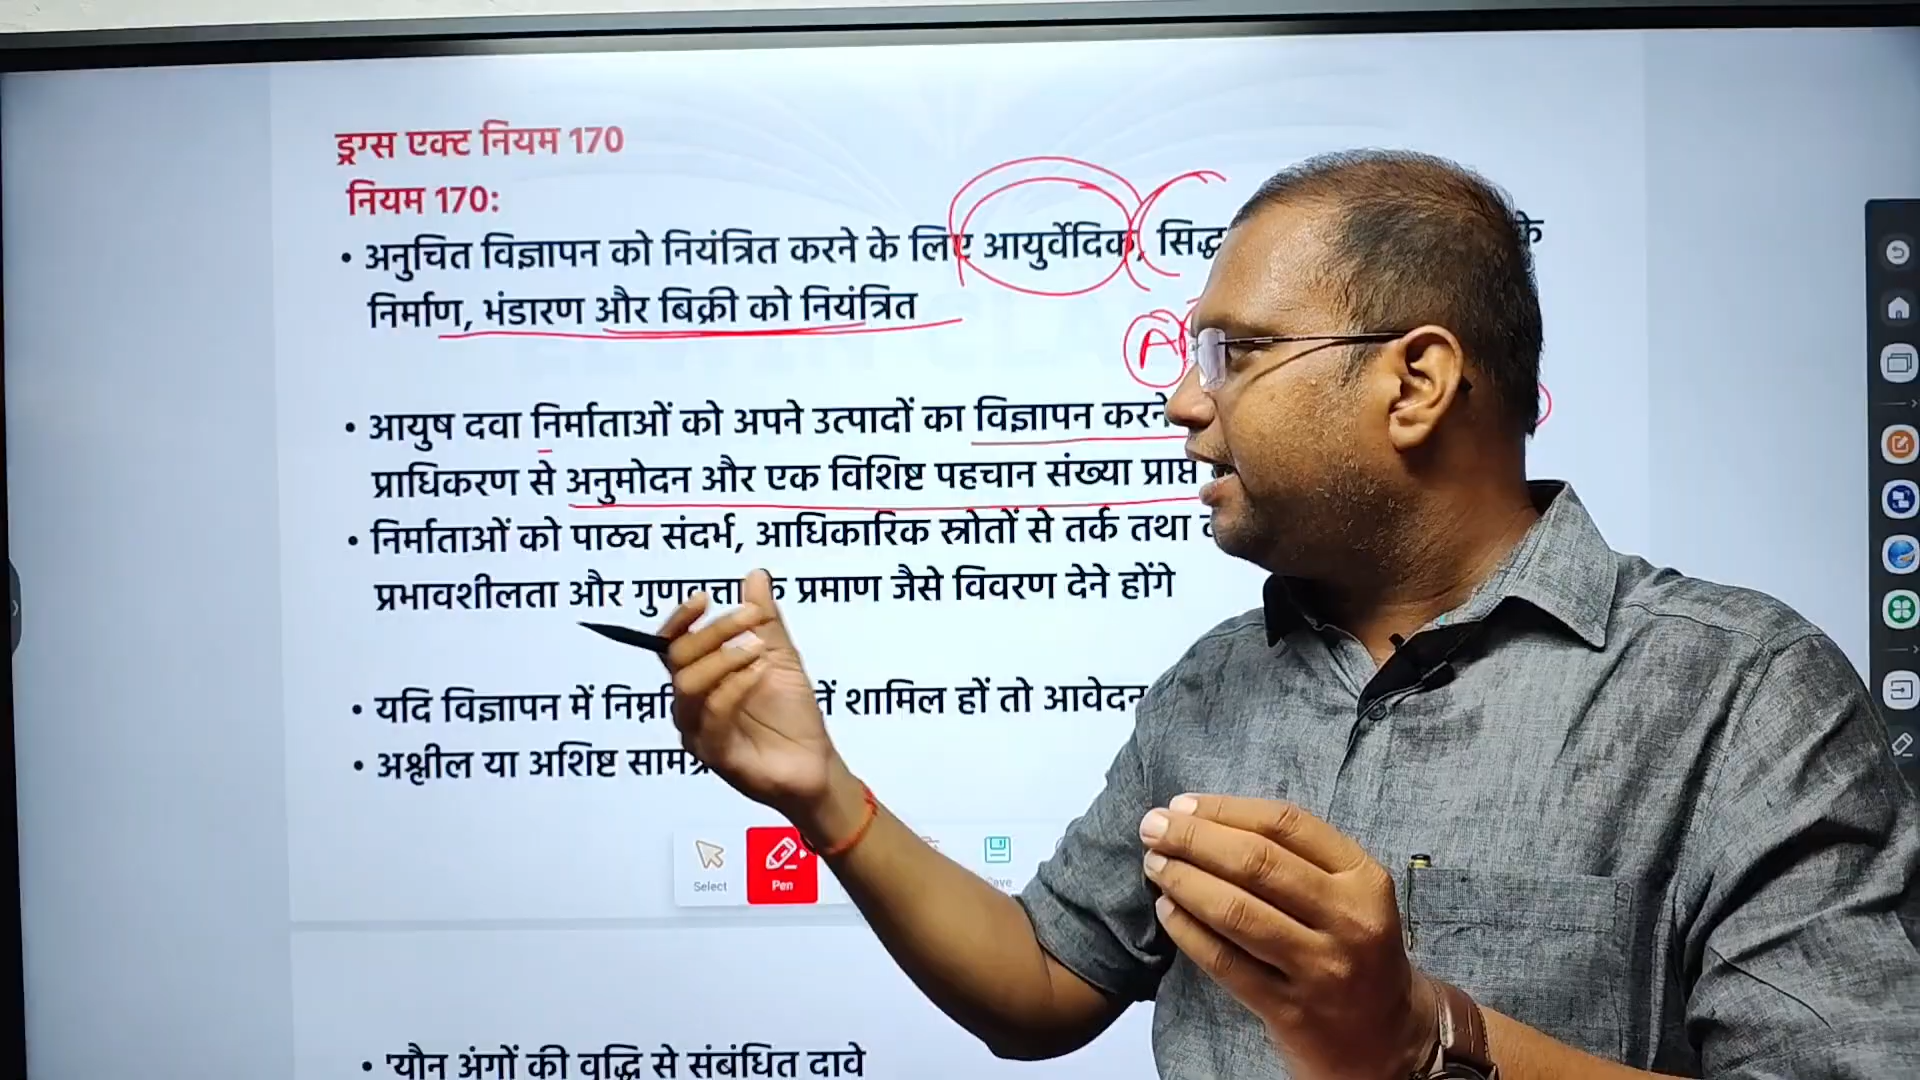 ड्रग्स एक्ट नियम 170
नियम 170:
• अनुचित विज्ञापन को नियंत्रित करने के लिए आयुर्वेदिक, सिद्ध के
निर्माण, भंडारण और बिक्री को नियंत्रित
A
• आयुष दवा निर्माताओं को अपने उत्पादों का विज्ञापन करने
प्राधिकरण से अनुमोदन और एक विशिष्ट पहचान संख्या प्राप्त
• निर्माताओं को पाठ्य संदर्भ, आधिकारिक स्त्रोतों से तर्क तथा
प्रभावशीलता और गुणवत्ता के प्रमाण जैसे विवरण देने होंगे
• यदि विज्ञापन में शामिल हों तो आवेदन
• अश्लील या अशिष्ट
Select
Pen
• 'यौन अंगों की वृद्धि से संबंधित दावे